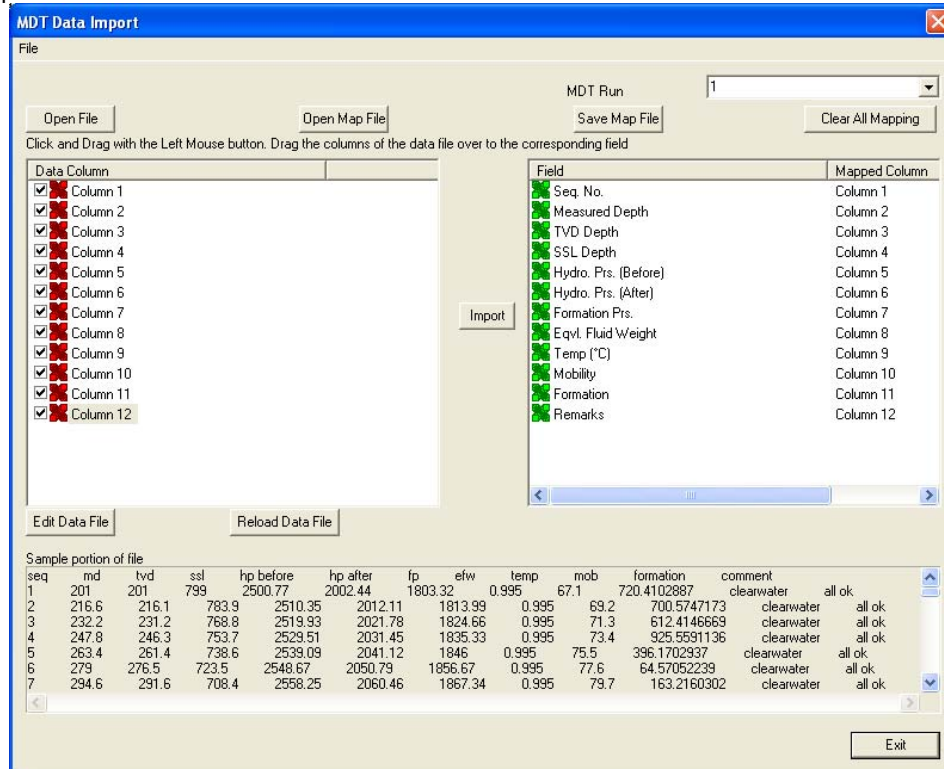 MDT Data Import
File
MDT Run 1
Open File Open Map File Save Map File Clear All Mapping
Click and Drag with the Left Mouse button. Drag the columns of the data file over to the corresponding field
Data Column
Column 1
Column 2
Column 3
Column 4
Column 5
Column 6
Column 7
Column 8
Column 9
Column 10
Column 11
Column 12
Import
Field Mapped Column
Seq. No. Column 1
Measured Depth Column 2
TVD Depth Column 3
SSL Depth Column 4
Hydro. Prs. (Before) Column 5
Hydro. Prs. (After) Column 6
Formation Prs. Column 7
Eqvl. Fluid Weight Column 8
Temp (°C) Column 9
Mobility Column 10
Formation Column 11
Remarks Column 12
Edit Data File Reload Data File
Sample portion of file
seq md tvd ssl hp before hp after fp efw temp mob formation comment
1 201 201 799 2500.77 2002.44 1803.32 0.995 67.1 720.4102887 clearwater all ok
2 216.6 216.1 783.9 2510.35 2012.11 1813.99 0.995 69.2 700.5747173 clearwater all ok
3 232.2 231.2 768.8 2519.93 2021.78 1824.66 0.995 71.3 612.4146669 clearwater all ok
4 247.8 246.3 753.7 2529.51 2031.45 1835.33 0.995 73.4 925.5591136 clearwater all ok
5 263.4 261.4 738.6 2539.09 2041.12 1846 0.995 75.5 396.1702937 clearwater all ok
6 279 276.5 723.5 2548.67 2050.79 1856.67 0.995 77.6 64.57052239 clearwater all ok
7 294.6 291.6 708.4 2558.25 2060.46 1867.34 0.995 79.7 163.2160302 clearwater all ok
Exit